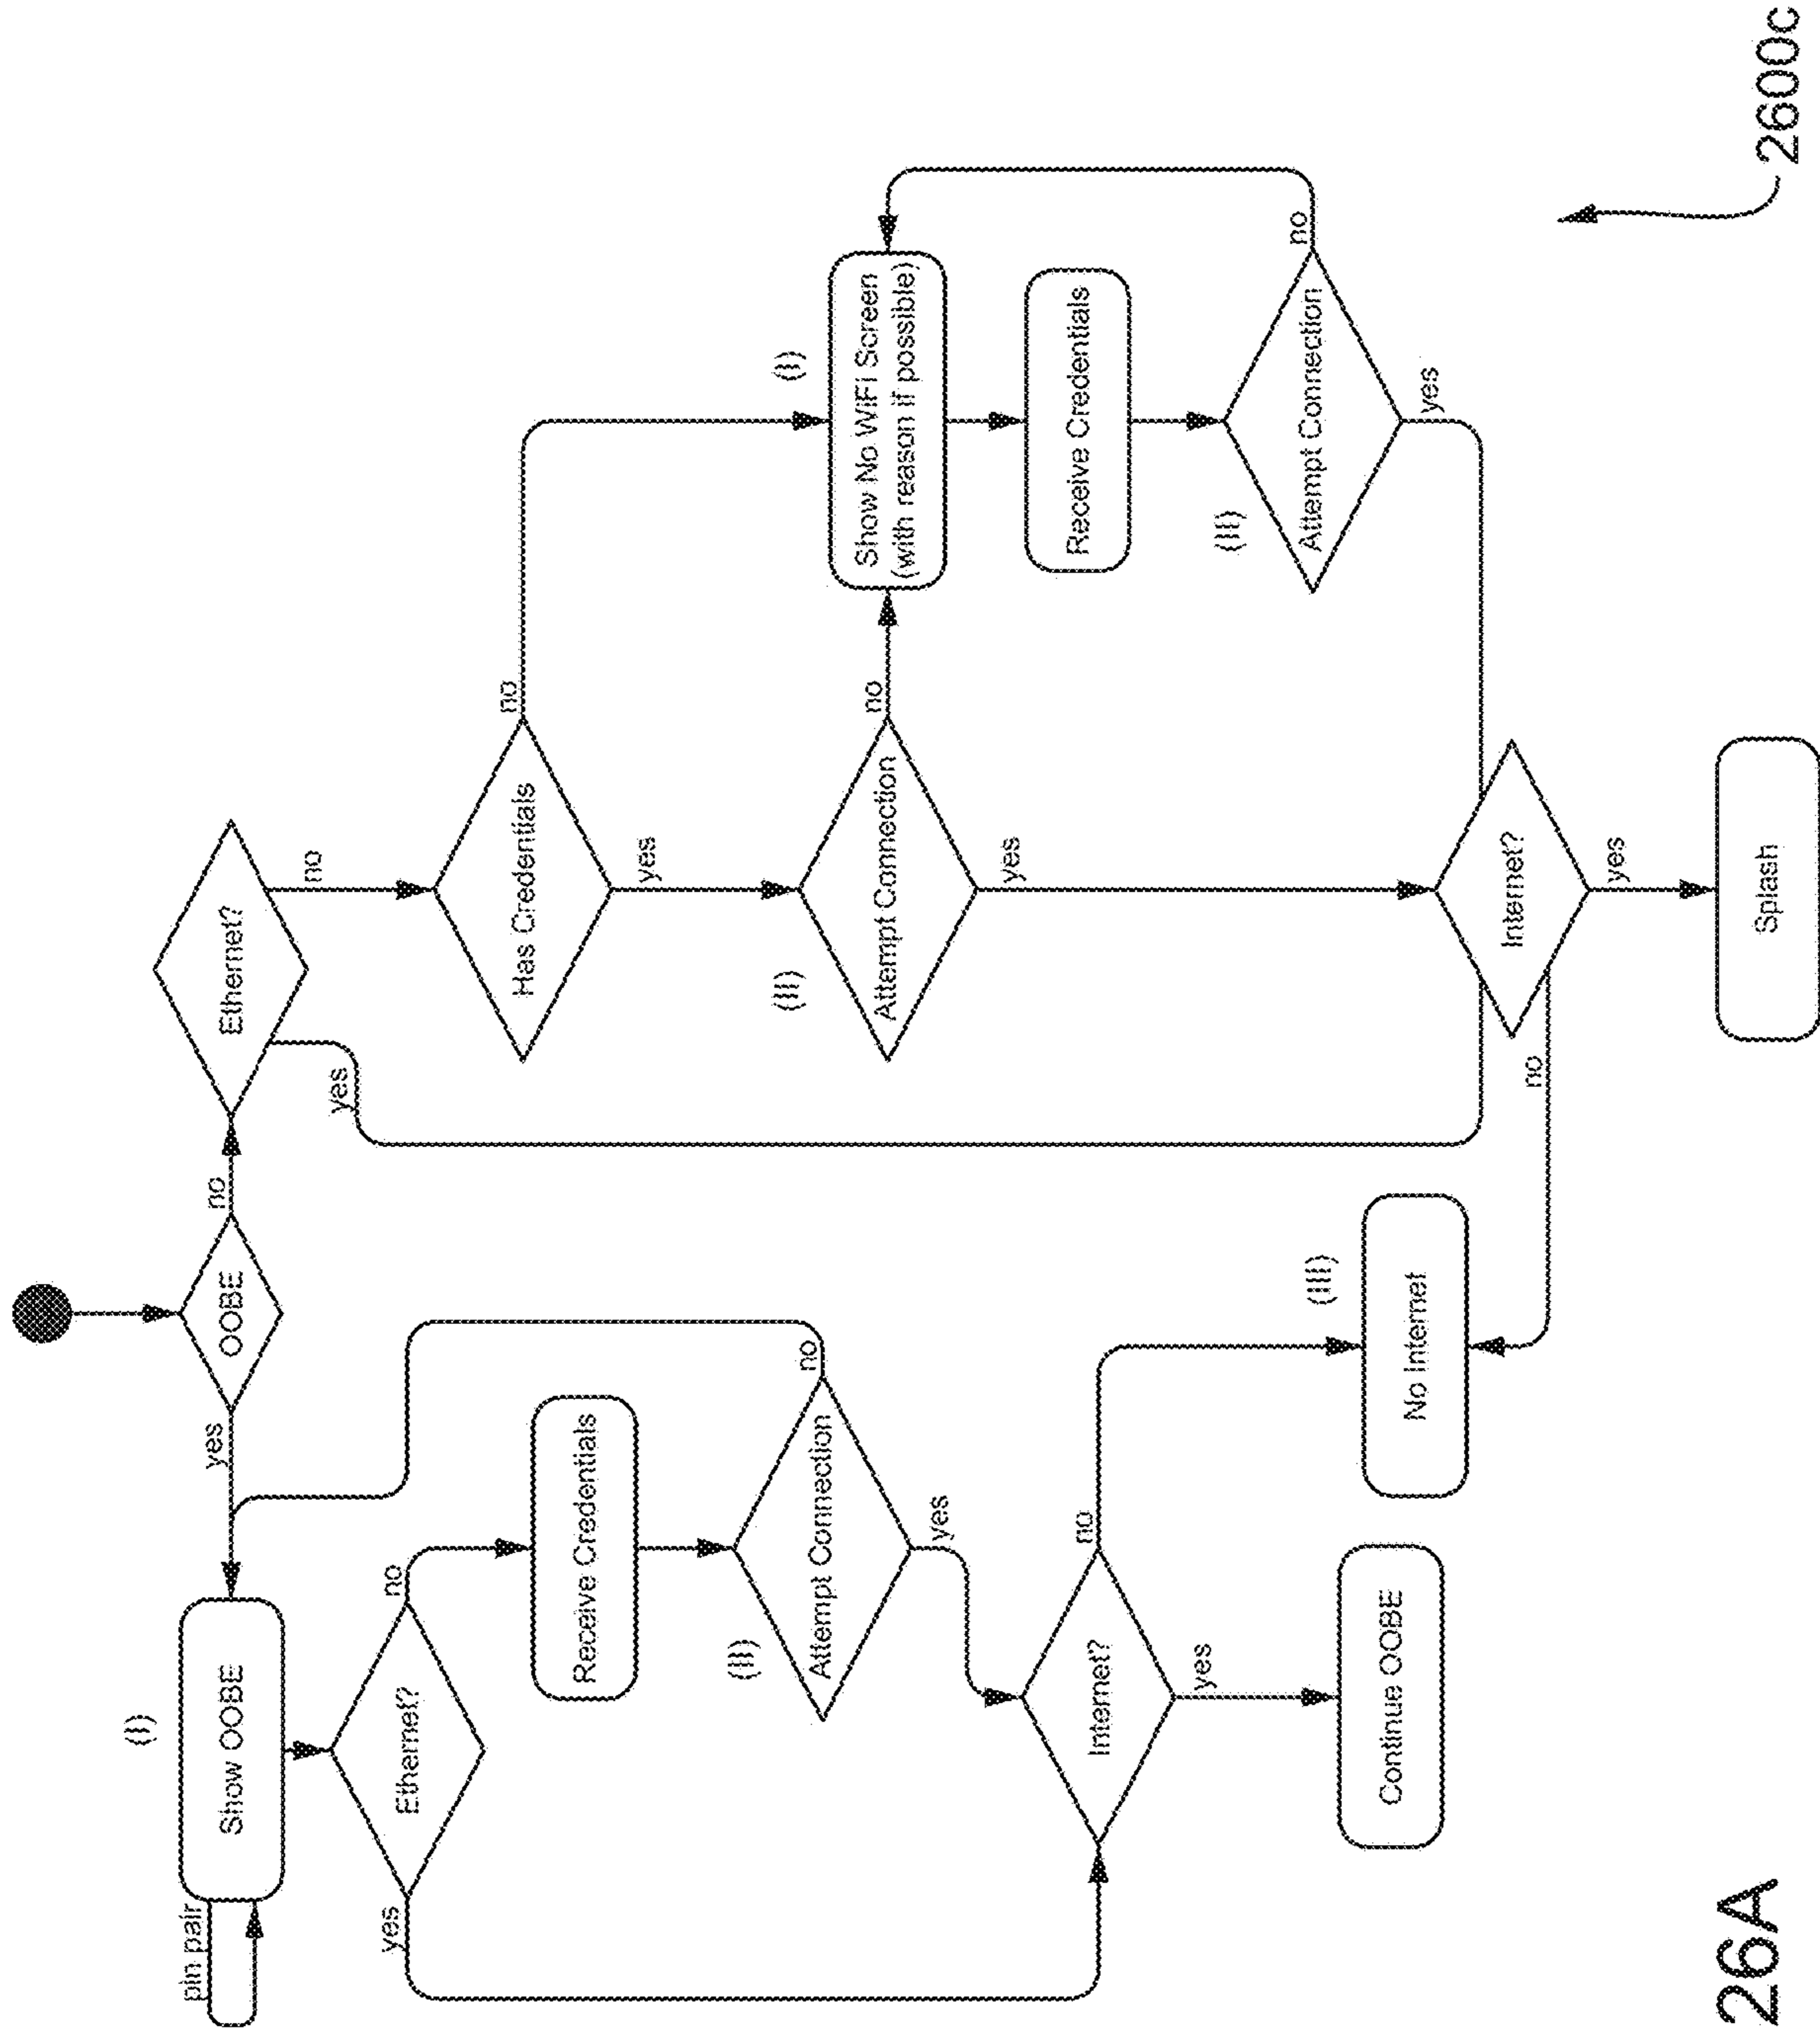 OOBE
yes
no
(I)
pin pair
Show OOBE
Ethernet?
yes
no
Receive Credentials
(II)
Attempt Connection
no
yes
Internet?
no
yes
Continue OOBE
(III)
No Internet
Ethernet?
yes
no
Has Credentials
no
yes
(II)
Attempt Connection
no
yes
(I)
Show No WiFi Screen
(with reason if possible)
Receive Credentials
(II)
Attempt Connection
no
yes
Internet?
no
yes
Splash
26A
2600c